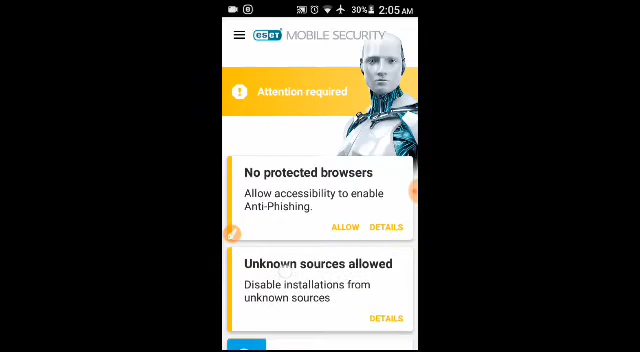 30% 2:05 AM
eseT MOBILE SECURITY
Attention required
No protected browsers
Allow accessibility to enable
Anti-Phishing.
ALLOW DETAILS
Unknown sources allowed
Disable installations from
unknown sources
DETAILS